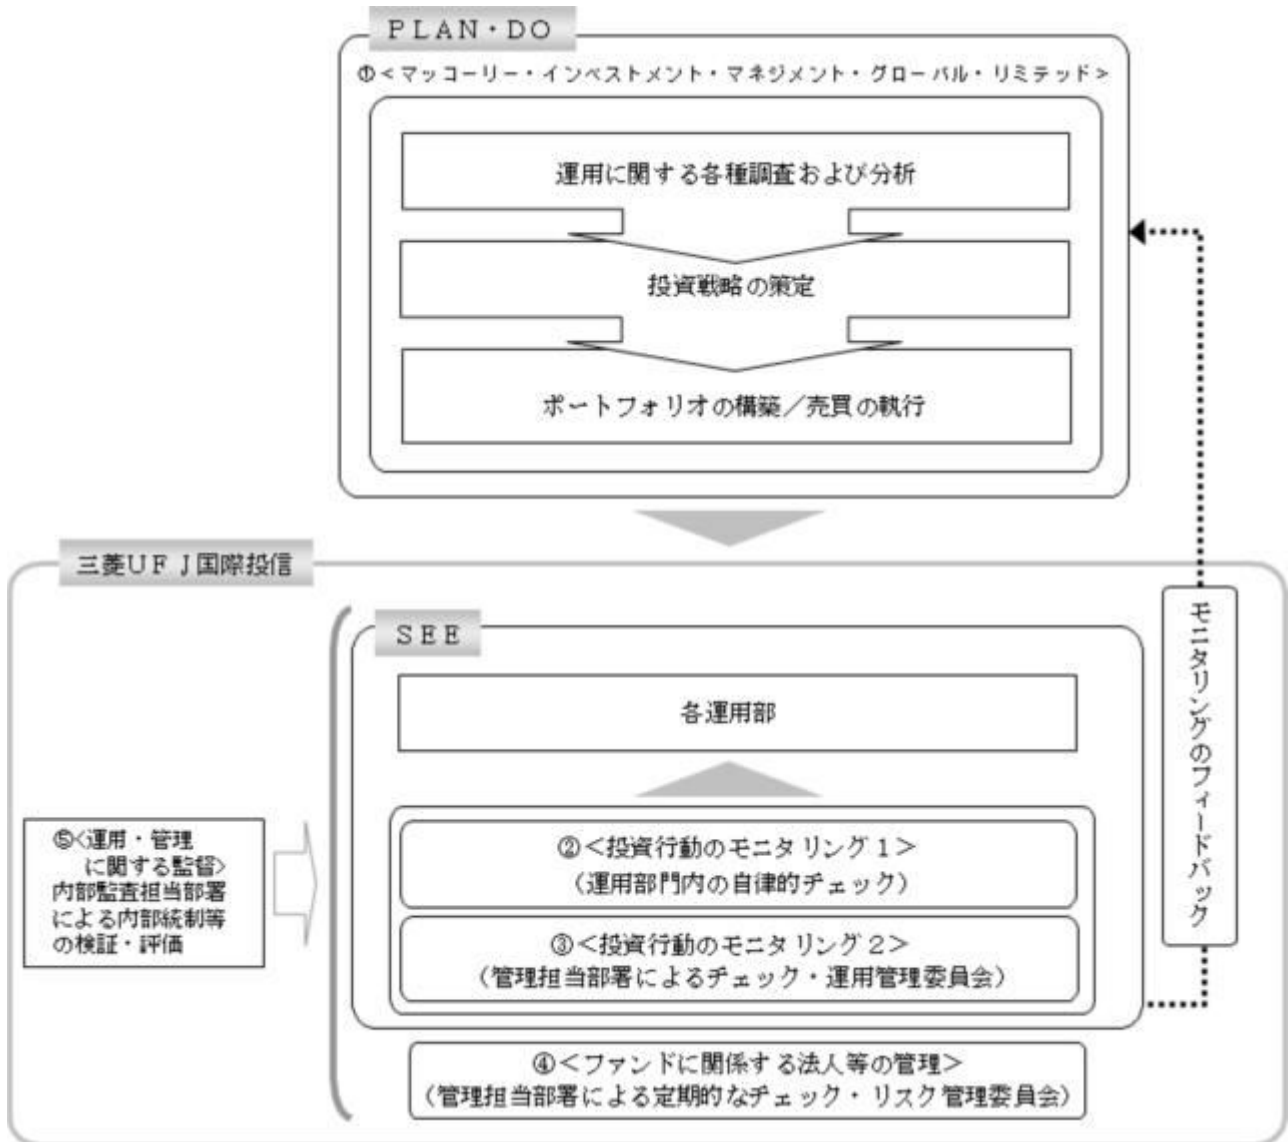 ＰＬＡＮ・ＤＯ
①＜マッコーリー・インベストメント・マネジメント・グローバル・リミテッド＞
運用に関する各種調査および分析
投資戦略の策定
ポートフォリオの構築／売買の執行
三菱ＵＦＪ国際投信
ＳＥＥ
各運用部
②＜投資行動のモニタリング１＞
（運用部門内の自律的チェック）
③＜投資行動のモニタリング２＞
（管理担当部署によるチェック・運用管理委員会）
④＜ファンドに関係する法人等の管理＞
（管理担当部署による定期的なチェック・リスク管理委員会）
⑤<運用・管理
に関する監督>
内部監査担当部署
による内部統制等
の検証・評価
モニタリングのフィードバック